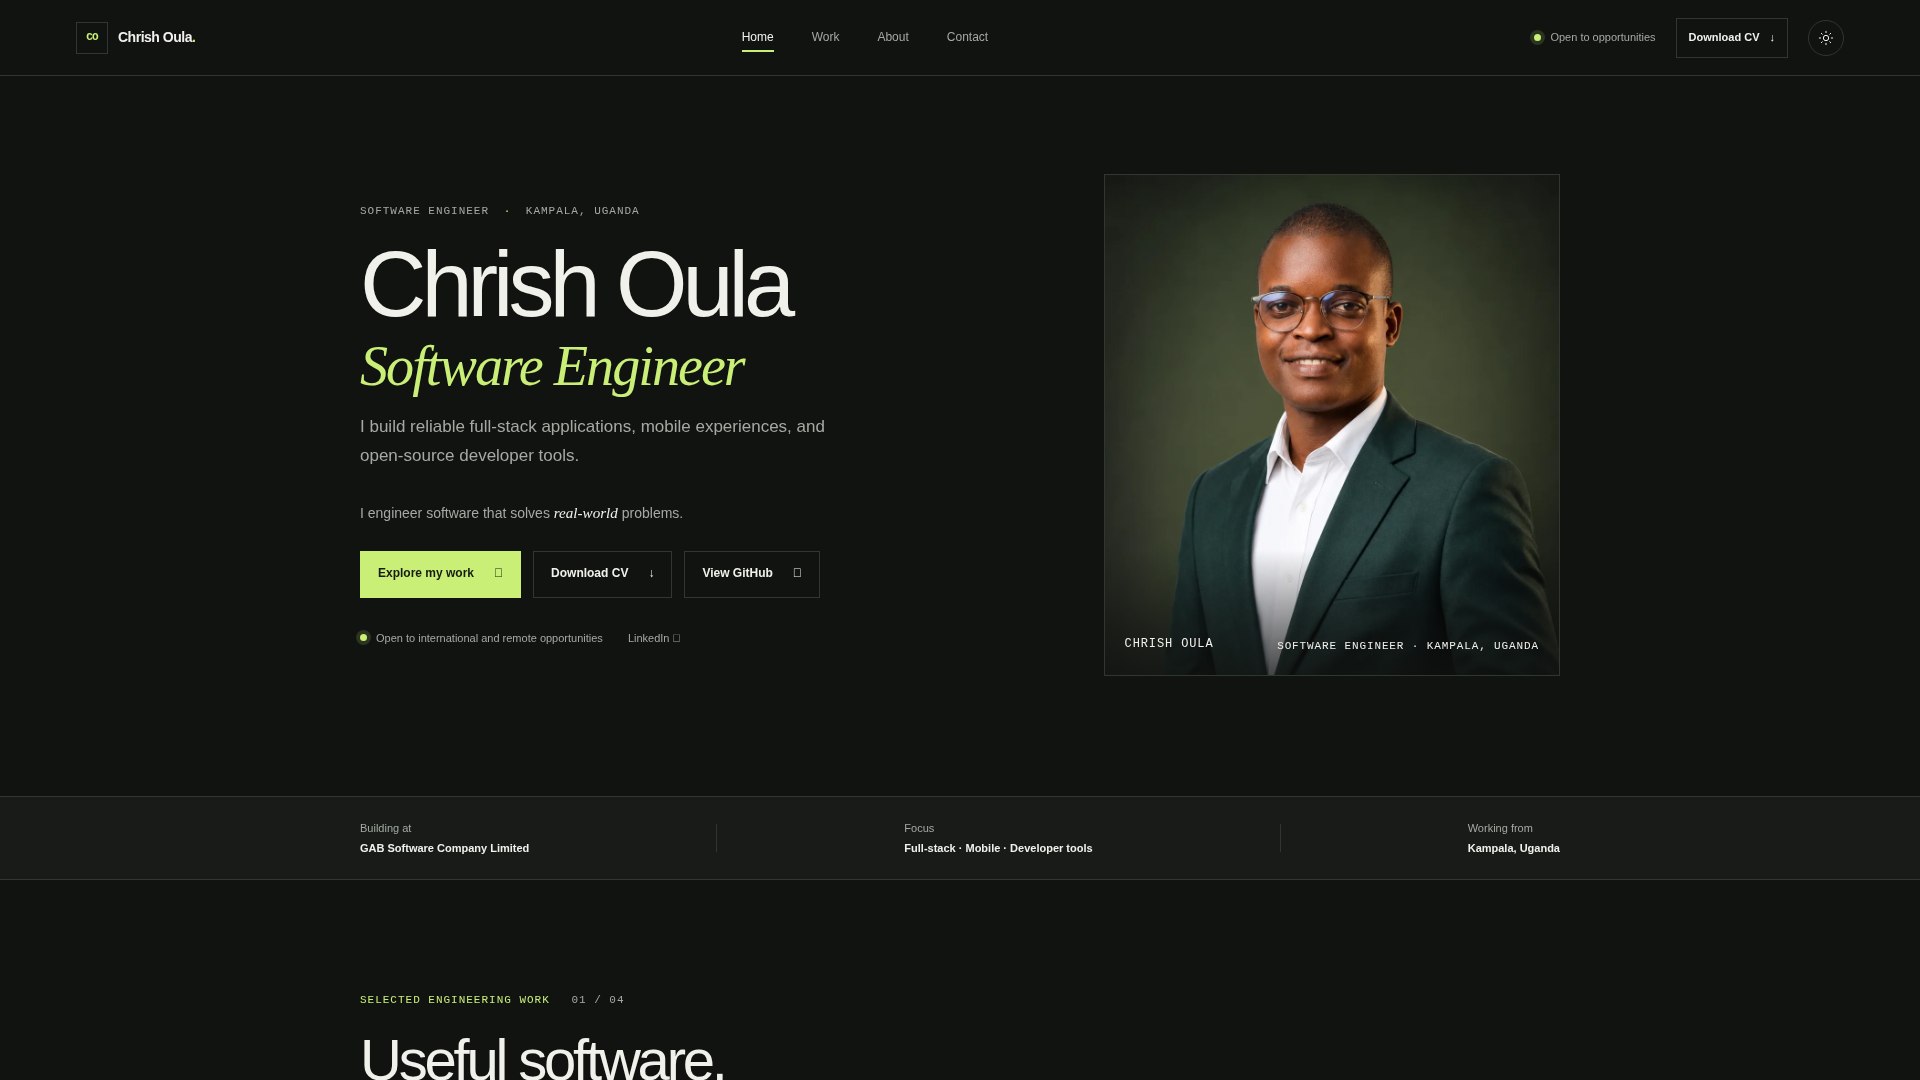 CO Chrish Oula.
Home
Work
About
Contact
Open to opportunities
Download CV ↓
SOFTWARE ENGINEER · KAMPALA, UGANDA
Chrish Oula
Software Engineer
I build reliable full-stack applications, mobile experiences, and
open-source developer tools.
I engineer software that solves real-world problems.
Explore my work
Download CV ↓
View GitHub
Open to international and remote opportunities
LinkedIn
CHRISH OULA
SOFTWARE ENGINEER · KAMPALA, UGANDA
Building at
GAB Software Company Limited
Focus
Full-stack · Mobile · Developer tools
Working from
Kampala, Uganda
SELECTED ENGINEERING WORK 01 / 04
Useful software.